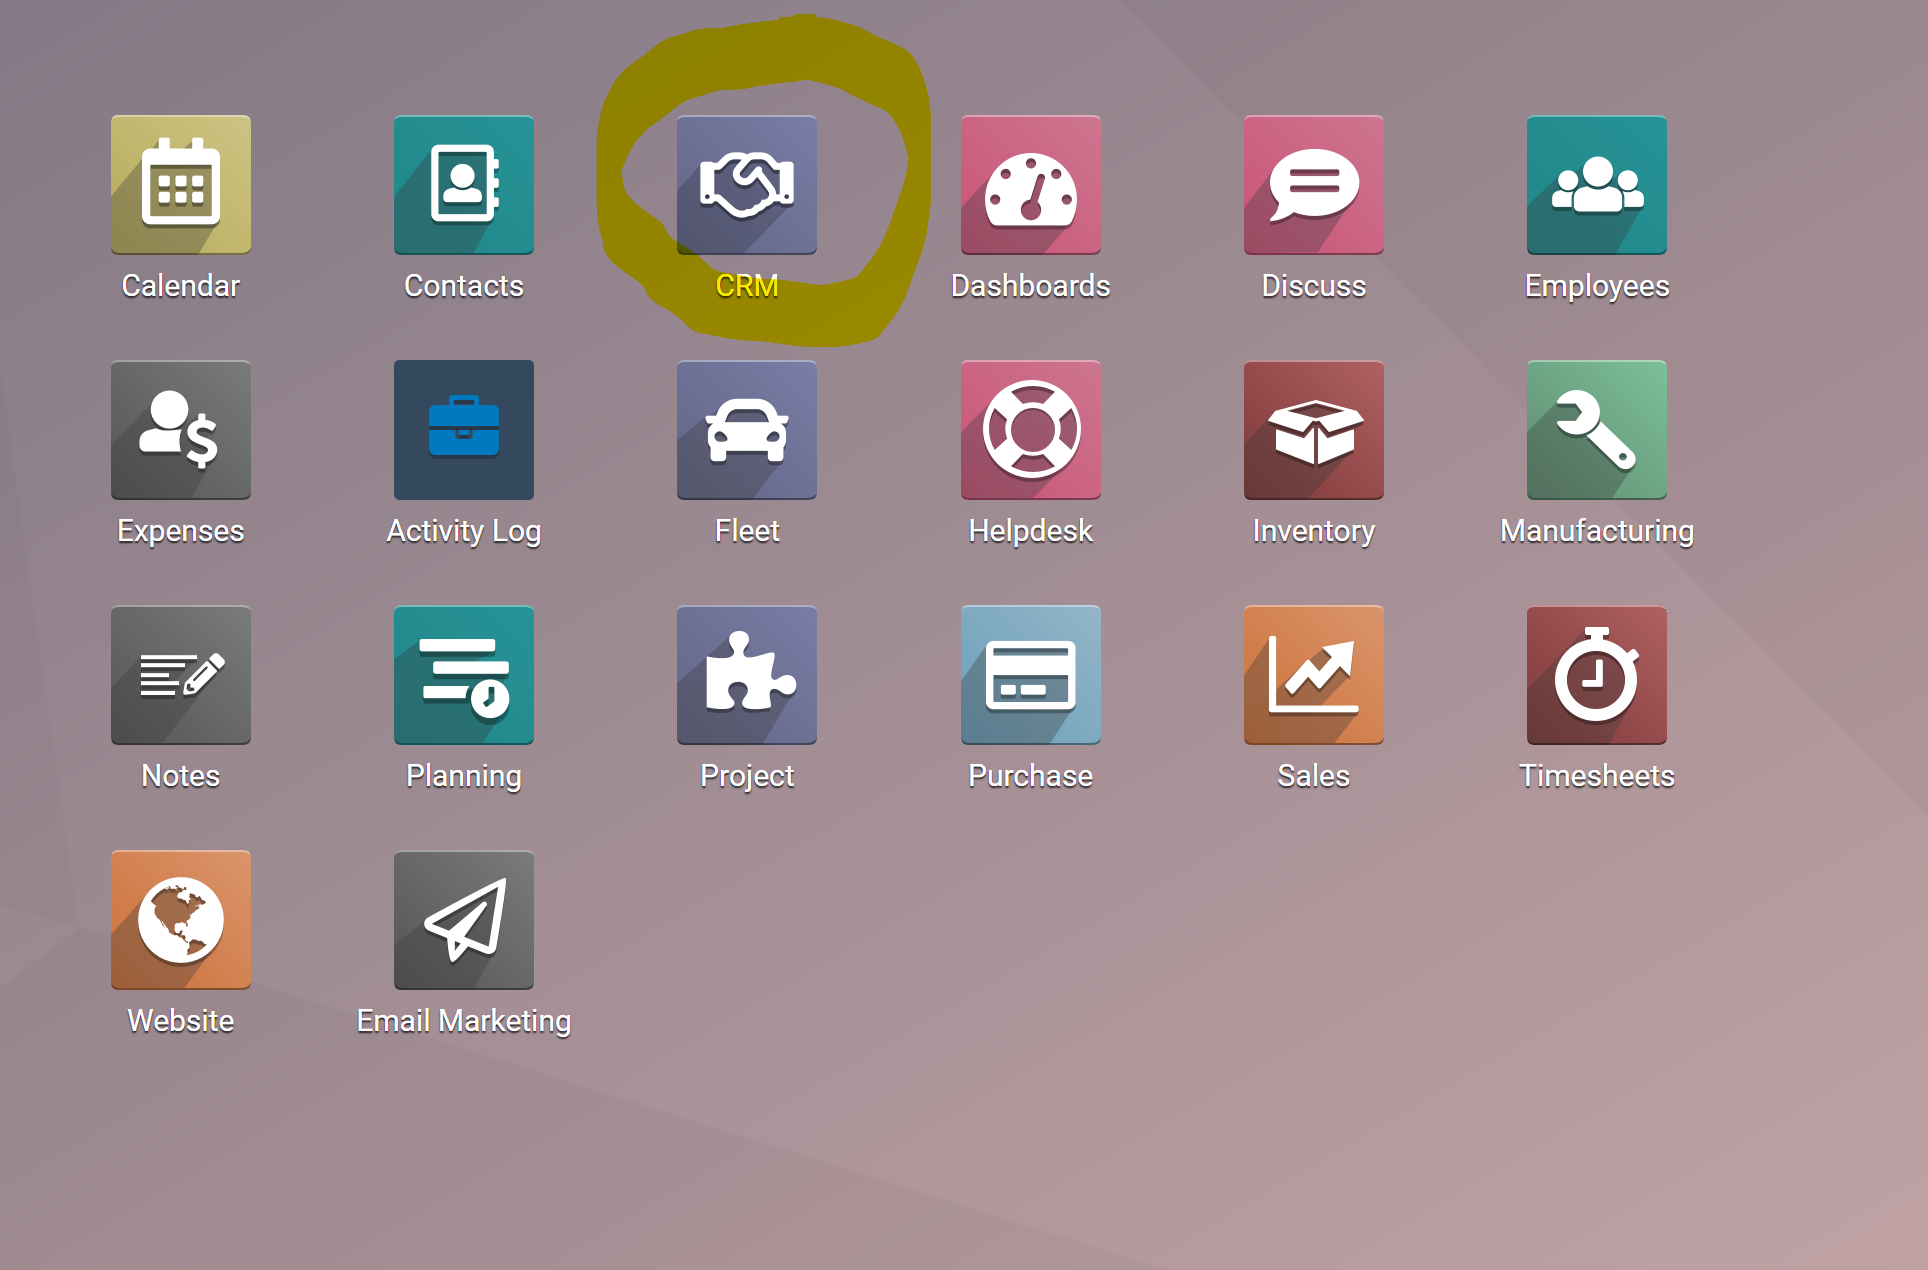 Calendar
Contacts
CRM
Dashboards
Discuss
Employees
Expenses
Activity Log
Fleet
Helpdesk
Inventory
Manufacturing
Notes
Planning
Project
Purchase
Sales
Timesheets
Website
Email Marketing